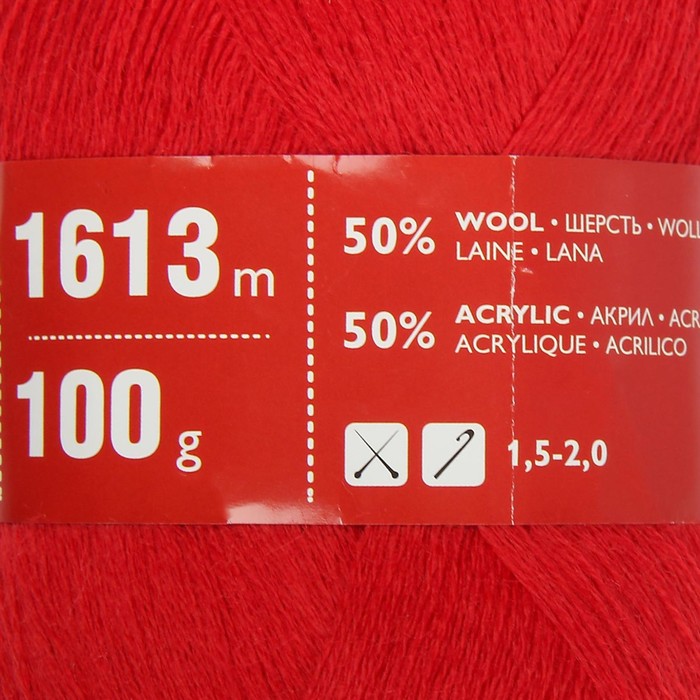 1613 m
100 g
50% WOOL • ШЕРСТЬ • WOLL
LAINE • LANA
50% ACRYLIC • АКРИЛ • ACR
ACRYLIQUE • ACRILICO
1,5-2,0